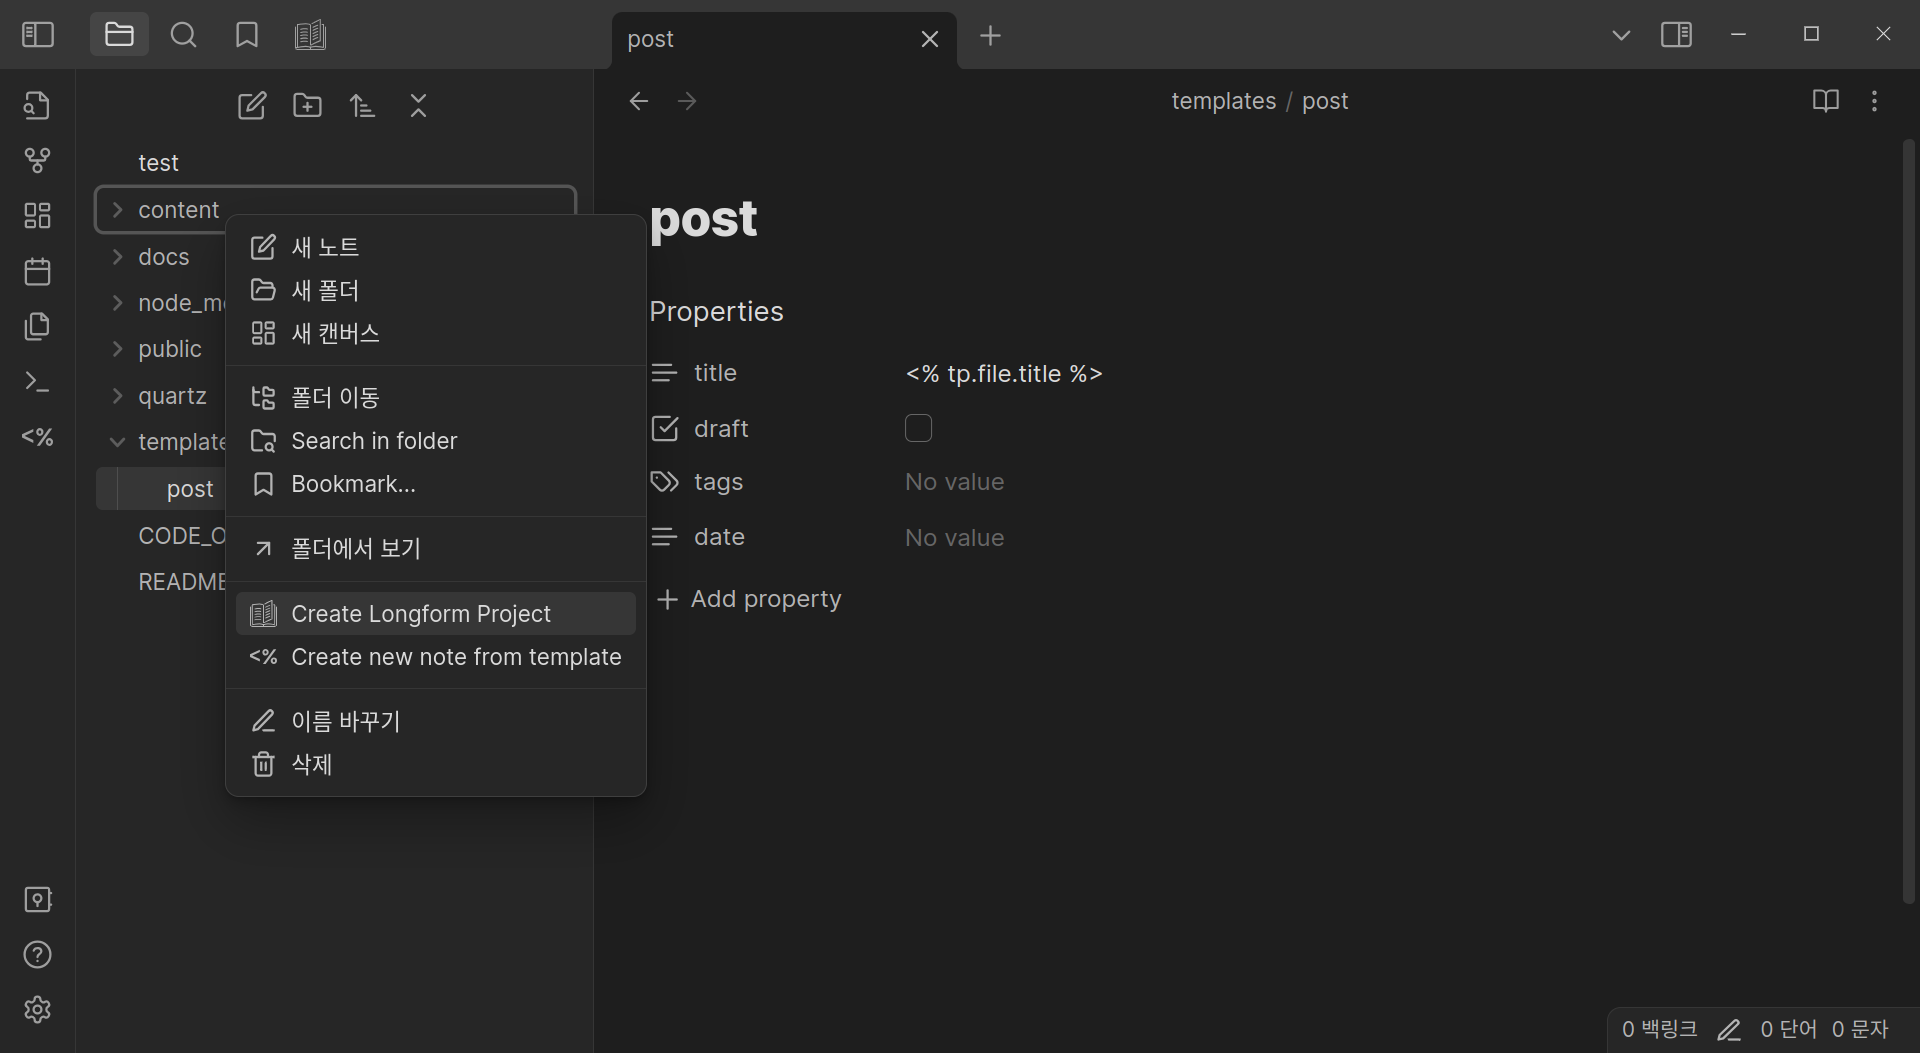 post
templates / post
test
content
docs
node_mo
public
quartz
template
post
CODE_O
README
<%
새 노트
새 폴더
새 캔버스
폴더 이동
Search in folder
Bookmark...
폴더에서 보기
Create Longform Project
<% Create new note from template
이름 바꾸기
삭제
post
Properties
title <% tp.file.title %>
draft
tags No value
date No value
Add property
0 백링크 0 단어 0 문자